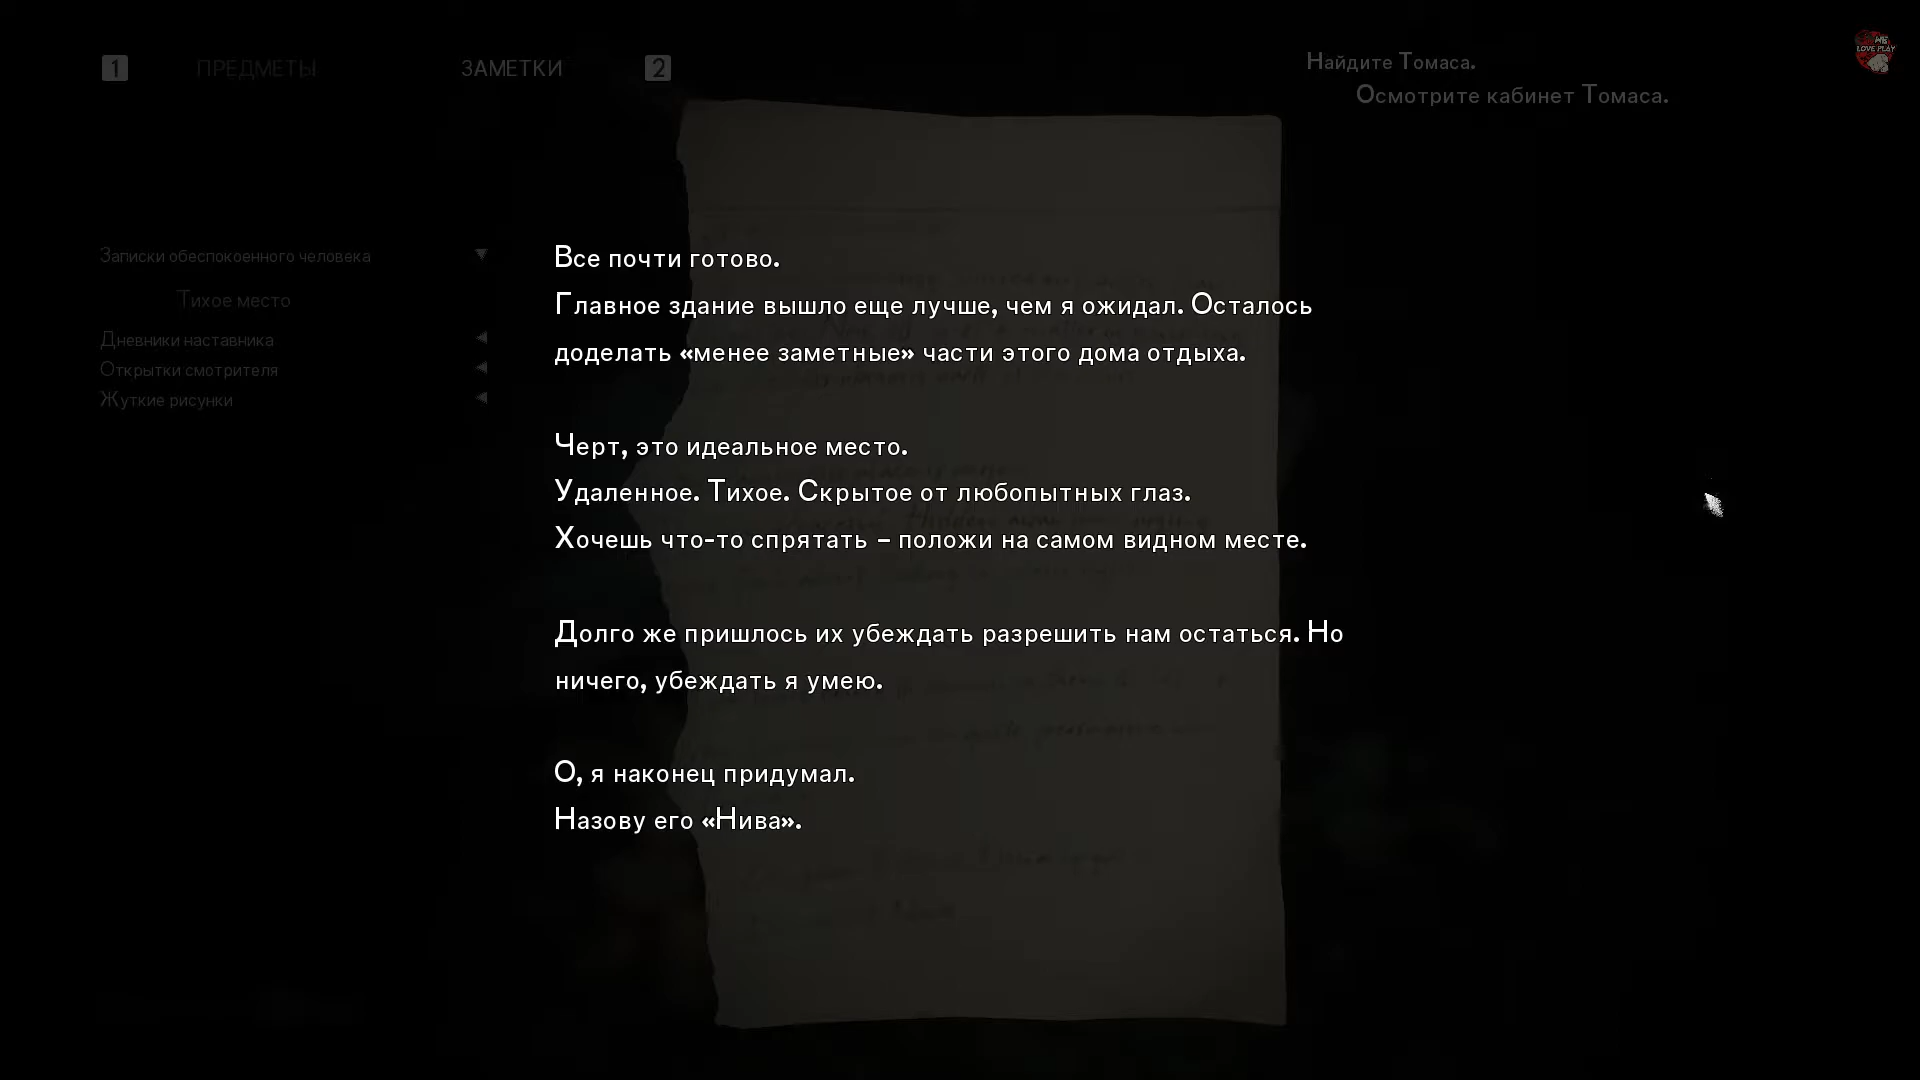 1
ПРЕДМЕТЫ
ЗАМЕТКИ
2
Найдите Томаса.
Осмотрите кабинет Томаса.
LOVE PLAY
Записки обеспокоенного человека
Тихое место
Дневники наставника
Открытки смотрителя
Жуткие рисунки
Все почти готово.
Главное здание вышло еще лучше, чем я ожидал. Осталось
доделать «менее заметные» части этого дома отдыха.
Черт, это идеальное место.
Удаленное. Тихое. Скрытое от любопытных глаз.
Хочешь что-то спрятать – положи на самом видном месте.
Долго же пришлось их убеждать разрешить нам остаться. Но
ничего, убеждать я умею.
О, я наконец придумал.
Назову его «Нива».